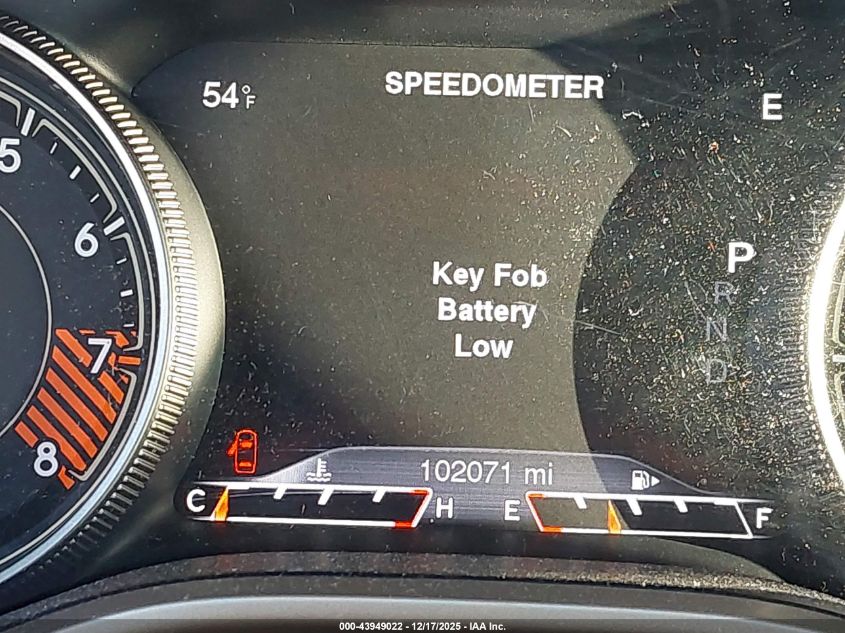 54°F
SPEEDOMETER
E
5
6
7
8
Key Fob
Battery
Low
P
R
N
D
102071 mi
C
H
E
F
000-43949022 - 12/17/2025 - IAA Inc.